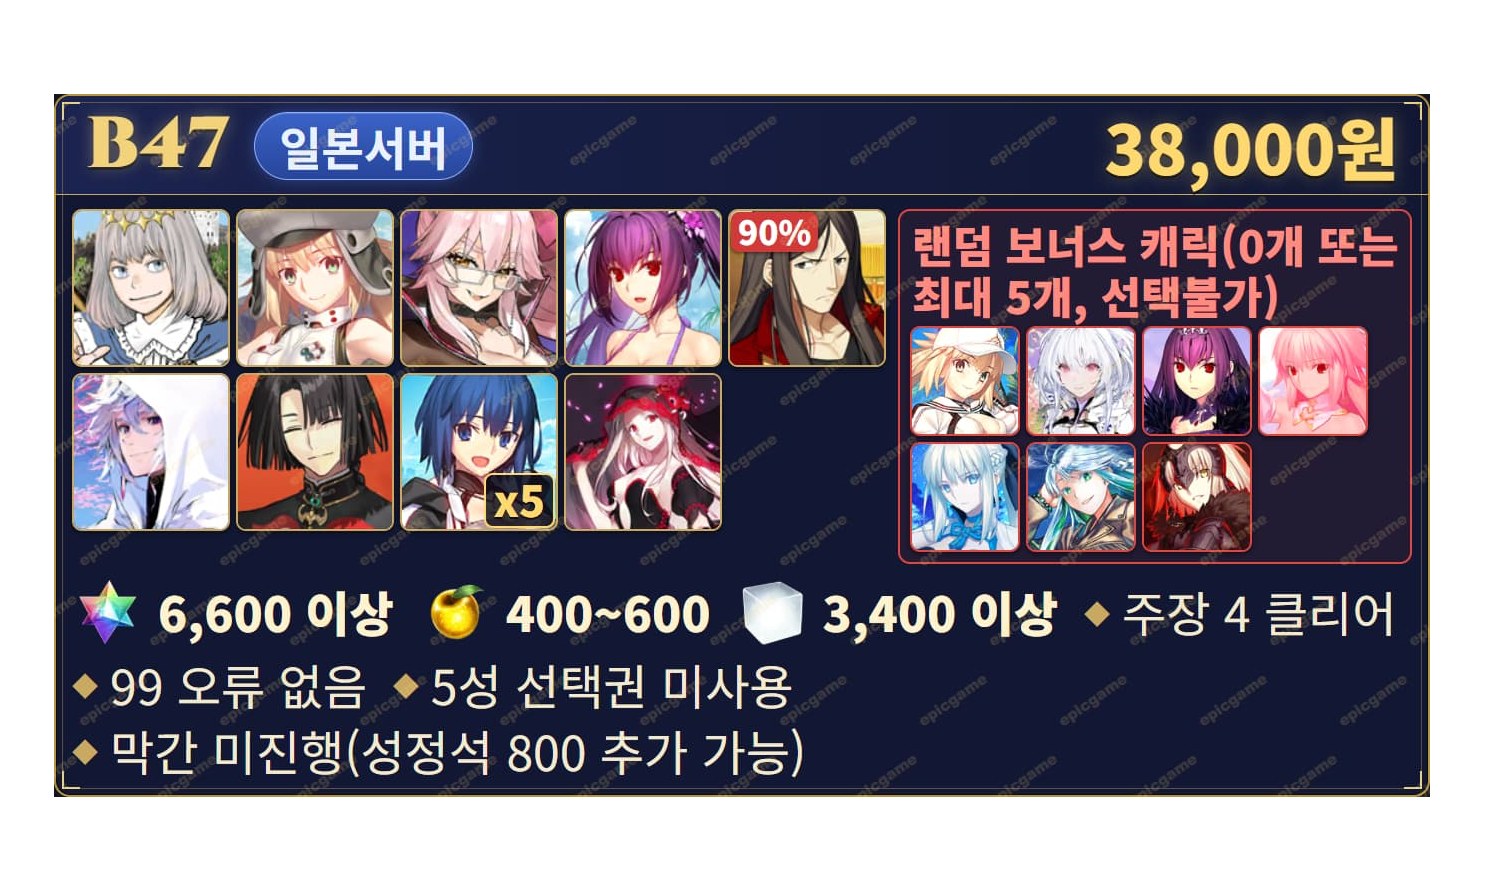 B47 일본서버 38,000원
90%
랜덤 보너스 캐릭(0개 또는
최대 5개, 선택불가)
x5
6,600 이상 400~600 3,400 이상 ◆ 주장 4 클리어
◆ 99 오류 없음 ◆ 5성 선택권 미사용
◆ 막간 미진행(성정석 800 추가 가능)
epicgame